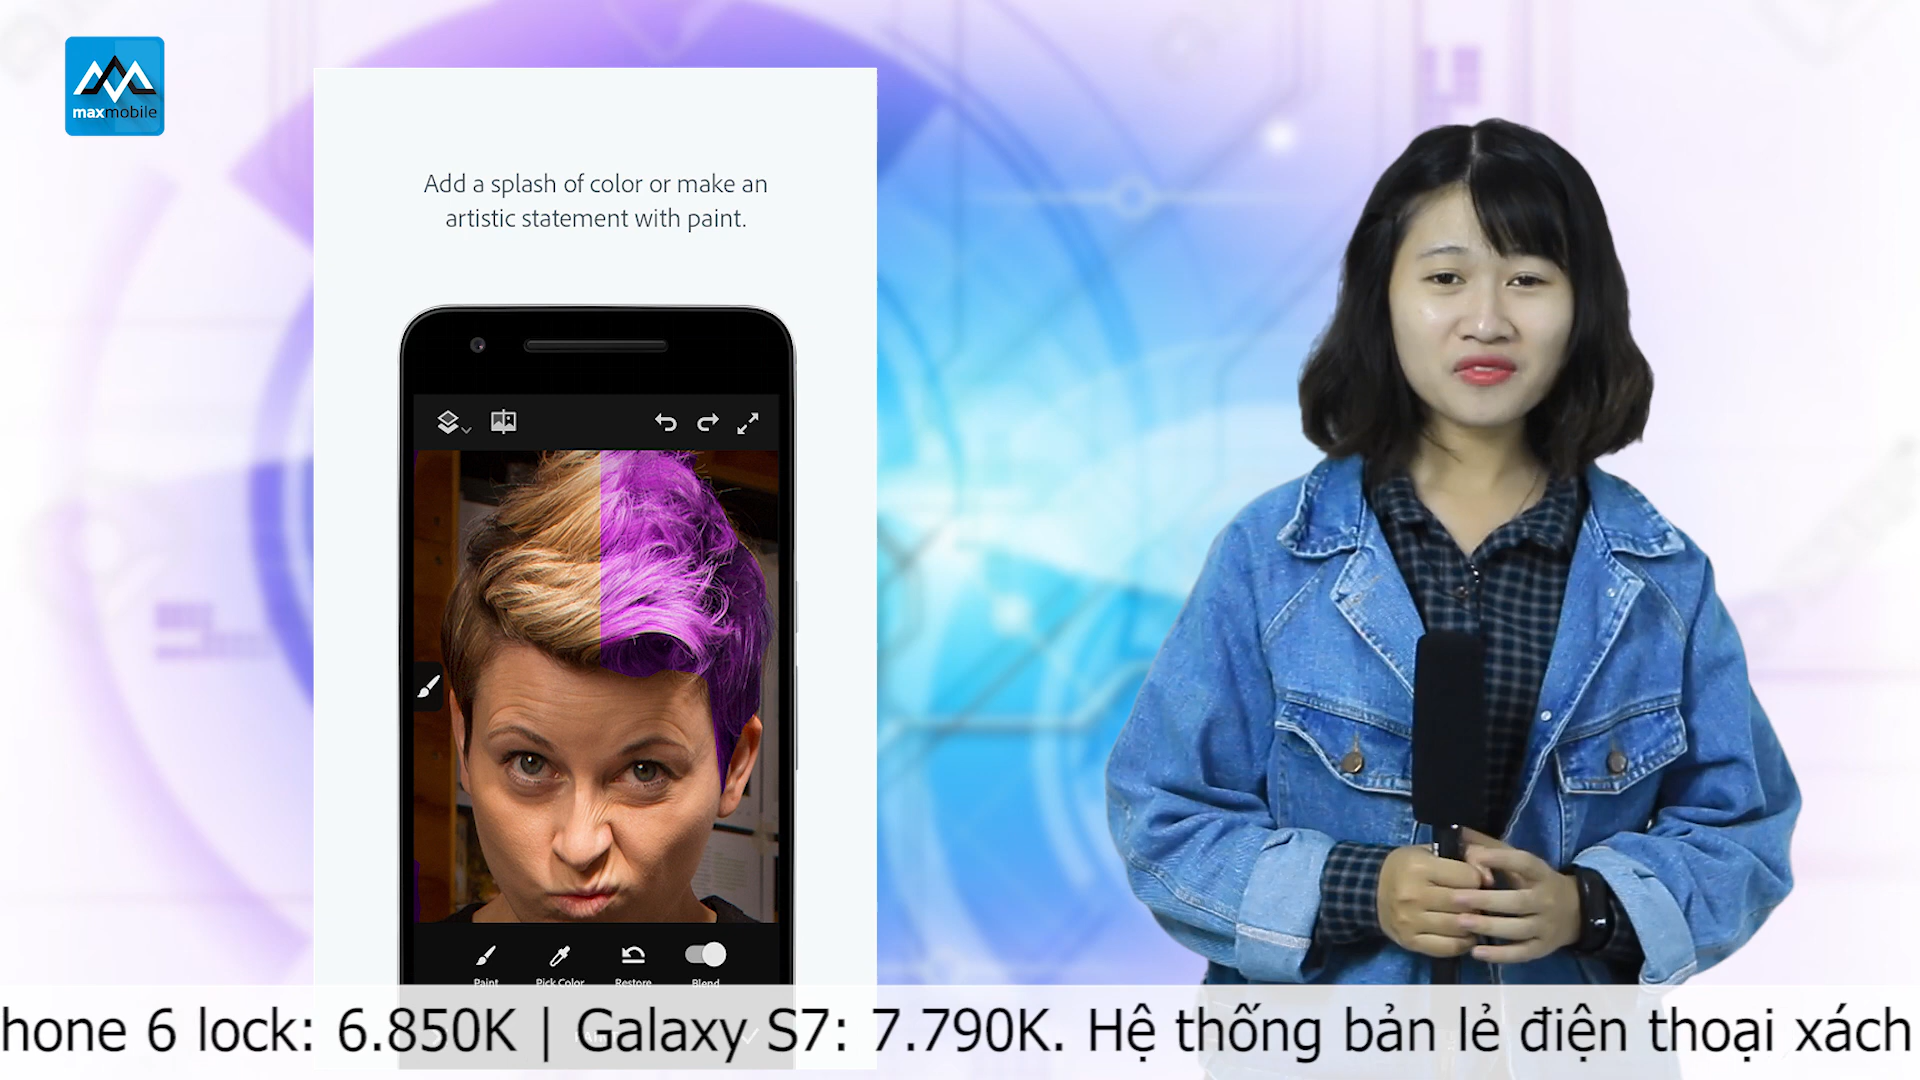 maxmobile
Add a splash of color or make an
artistic statement with paint.
Paint
Pick Color
Restore
Blend
hone 6 lock: 6.850K | Galaxy S7: 7.790K. Hệ thống bản lẻ điện thoại xách